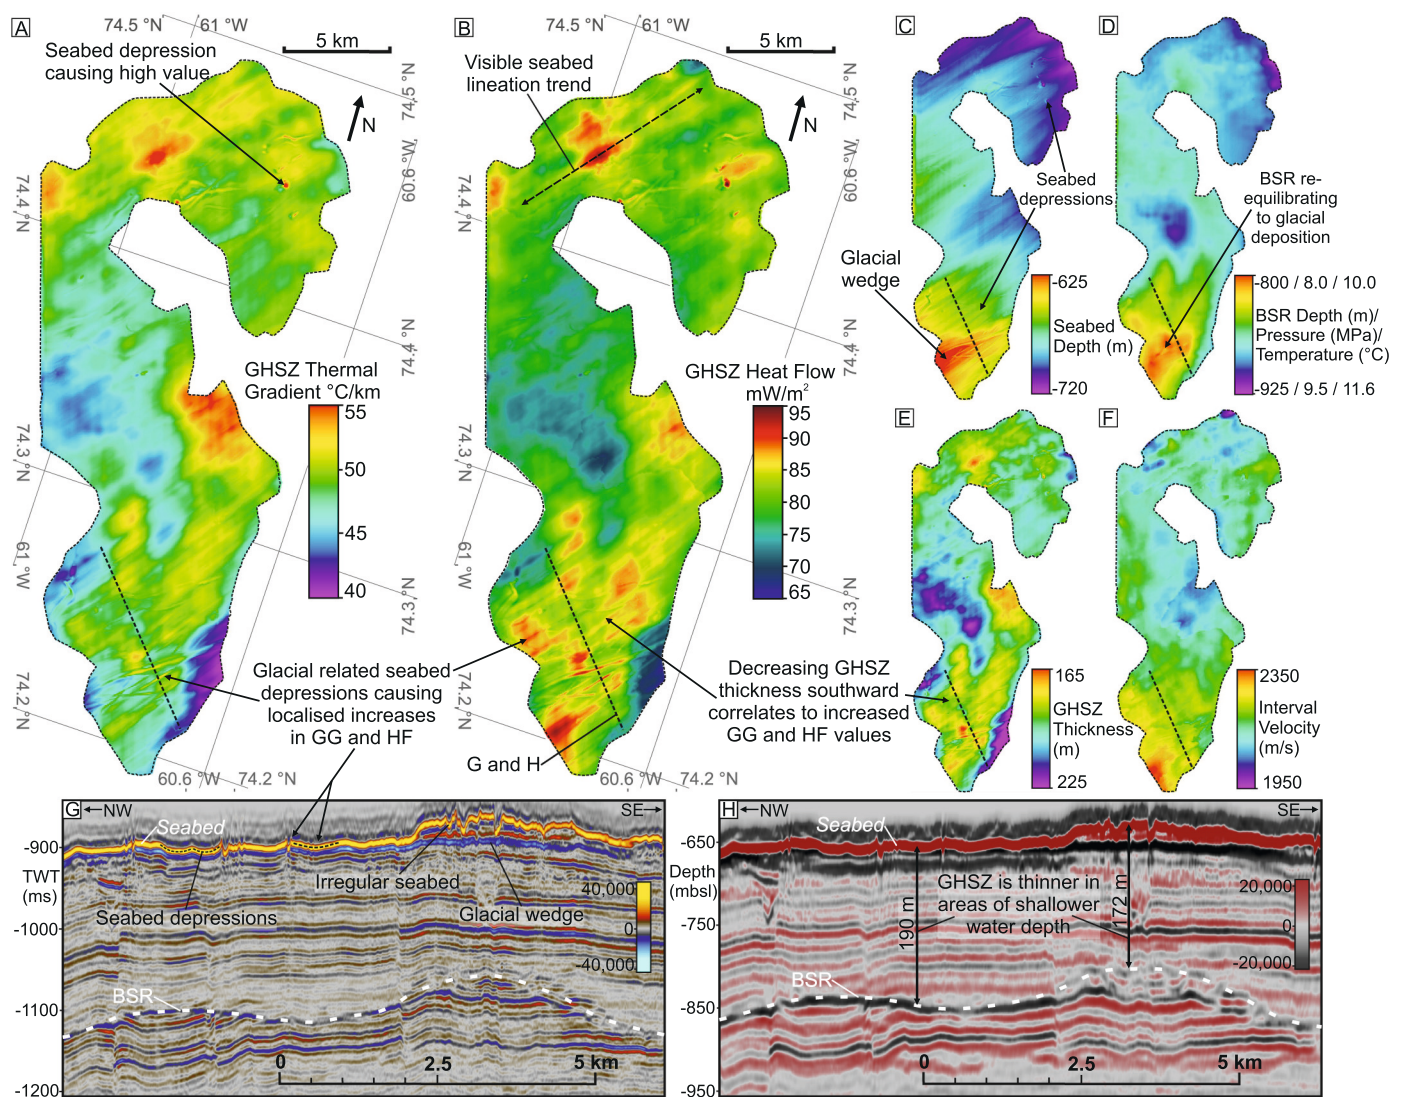 A
74.5 °N
61 °W
5 km
Seabed depression
causing high value
N
74.5 °N
60.6 °W
74.4 °N
74.4 °N
GHSZ Thermal
Gradient °C/km
55
50
45
40
74.3 °N
61 °W
74.3 °N
74.2 °N
60.6 °W
74.2 °N
B
74.5 °N
61 °W
5 km
Visible seabed
lineation trend
N
74.5 °N
60.6 °W
74.4 °N
74.4 °N
GHSZ Heat Flow
mW/m²
95
90
85
80
75
70
65
74.3 °N
61 °W
74.3 °N
74.2 °N
60.6 °W
74.2 °N
Glacial related seabed
depressions causing
localised increases
in GG and HF
G and H
Decreasing GHSZ
thickness southward
correlates to increased
GG and HF values
C
Seabed
depressions
Glacial
wedge
-625
Seabed
Depth (m)
-720
D
BSR re-
equilibrating
to glacial
deposition
-800 / 8.0 / 10.0
BSR Depth (m)/
Pressure (MPa)/
Temperature (°C)
-925 / 9.5 / 11.6
E
165
GHSZ
Thickness
(m)
225
F
2350
Interval
Velocity
(m/s)
1950
G
NW
SE
Seabed
-900
TWT
(ms)
-1000
-1100
-1200
Irregular seabed
Seabed depressions
Glacial wedge
40,000
0
-40,000
BSR
0
2.5
5 km
H
NW
SE
Seabed
-650
Depth
(mbsl)
-750
-850
-950
GHSZ is thinner in
areas of shallower
water depth
190 m
172 m
20,000
0
-20,000
BSR
0
2.5
5 km